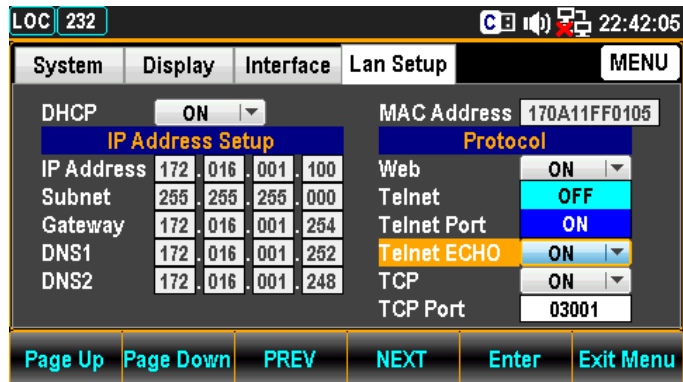 LOC 232 C 22:42:05
System Display Interface Lan Setup MENU
DHCP ON
IP Address Setup
IP Address 172 . 016 . 001 . 100
Subnet 255 . 255 . 255 . 000
Gateway 172 . 016 . 001 . 254
DNS1 172 . 016 . 001 . 252
DNS2 172 . 016 . 001 . 248
MAC Address 170A11FF0105
Protocol
Web ON
Telnet OFF
Telnet Port ON
Telnet ECHO ON
TCP ON
TCP Port 03001
Page Up Page Down PREV NEXT Enter Exit Menu